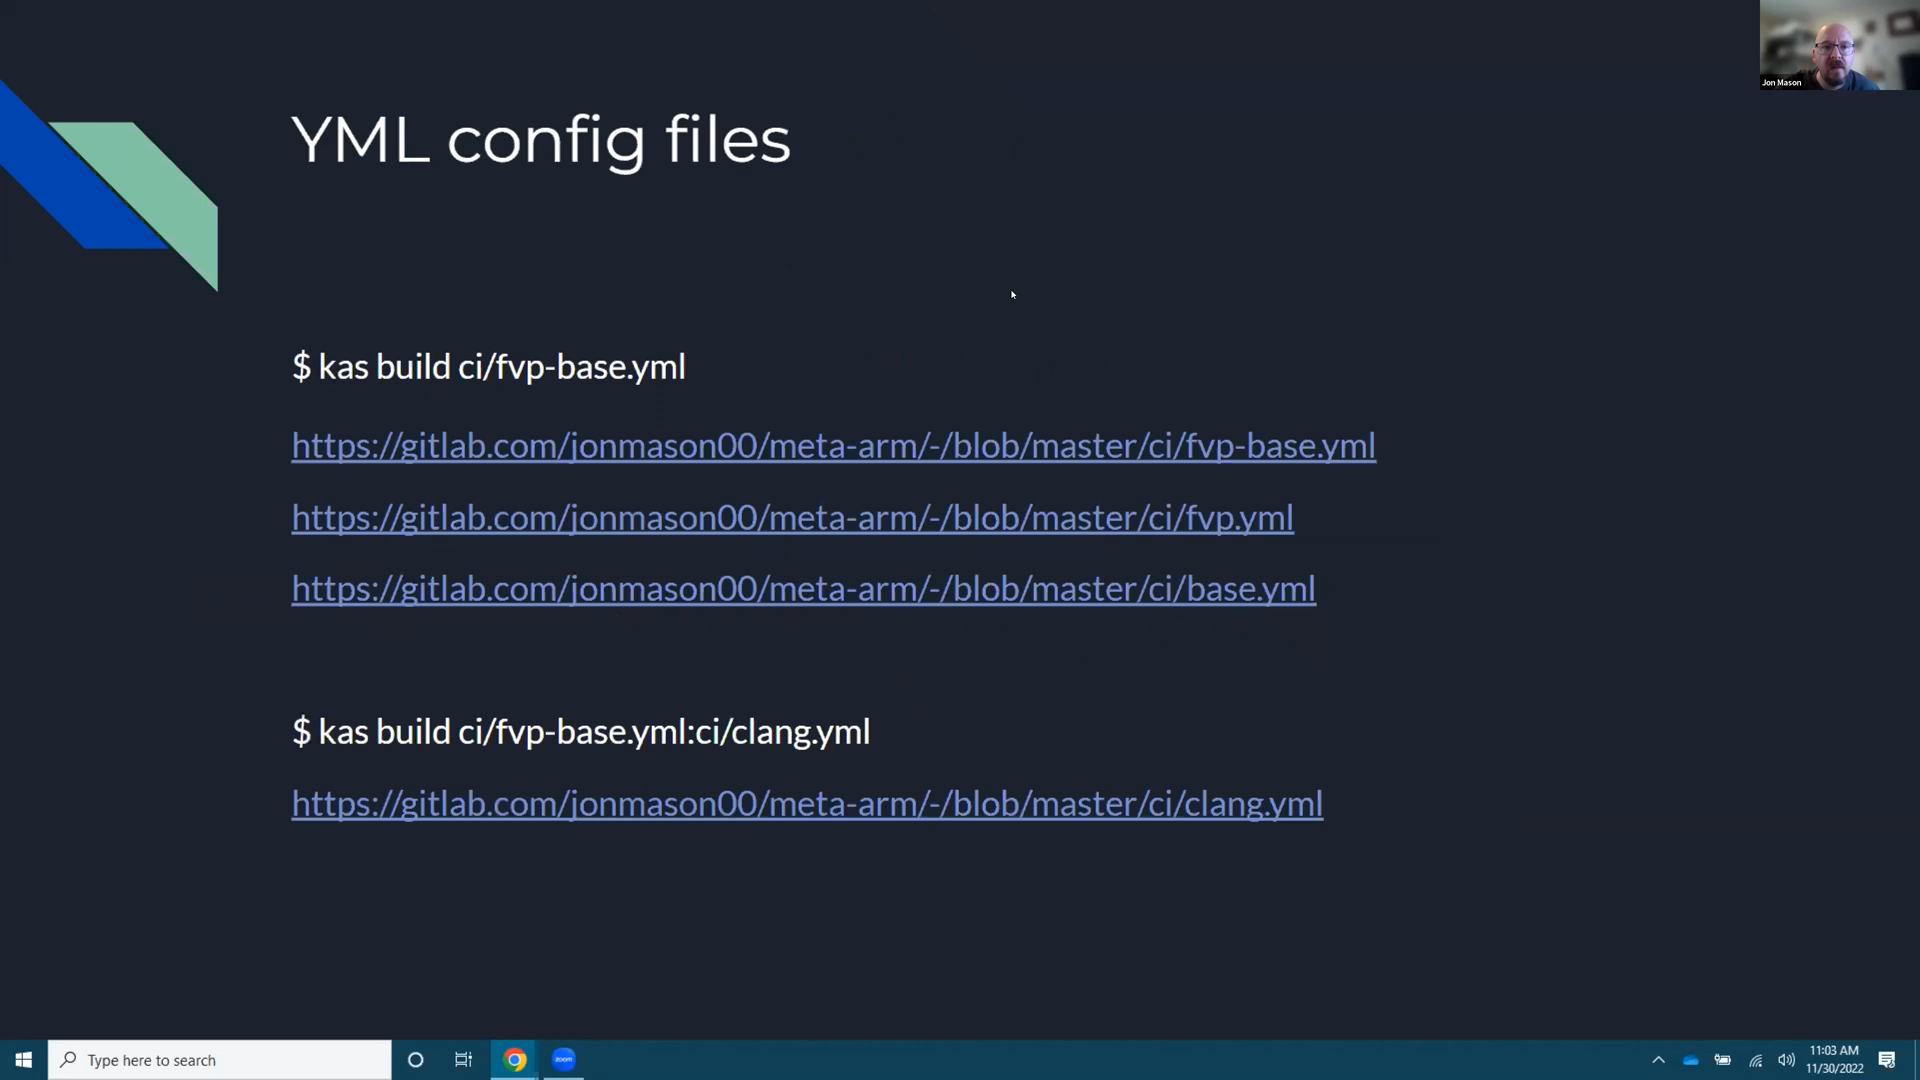 Jon Mason
YML config files
$ kas build ci/fvp-base.yml
https://gitlab.com/jonmason00/meta-arm/-/blob/master/ci/fvp-base.yml
https://gitlab.com/jonmason00/meta-arm/-/blob/master/ci/fvp.yml
https://gitlab.com/jonmason00/meta-arm/-/blob/master/ci/base.yml
$ kas build ci/fvp-base.yml:ci/clang.yml
https://gitlab.com/jonmason00/meta-arm/-/blob/master/ci/clang.yml
Type here to search
zoom
11:03 AM
11/30/2022